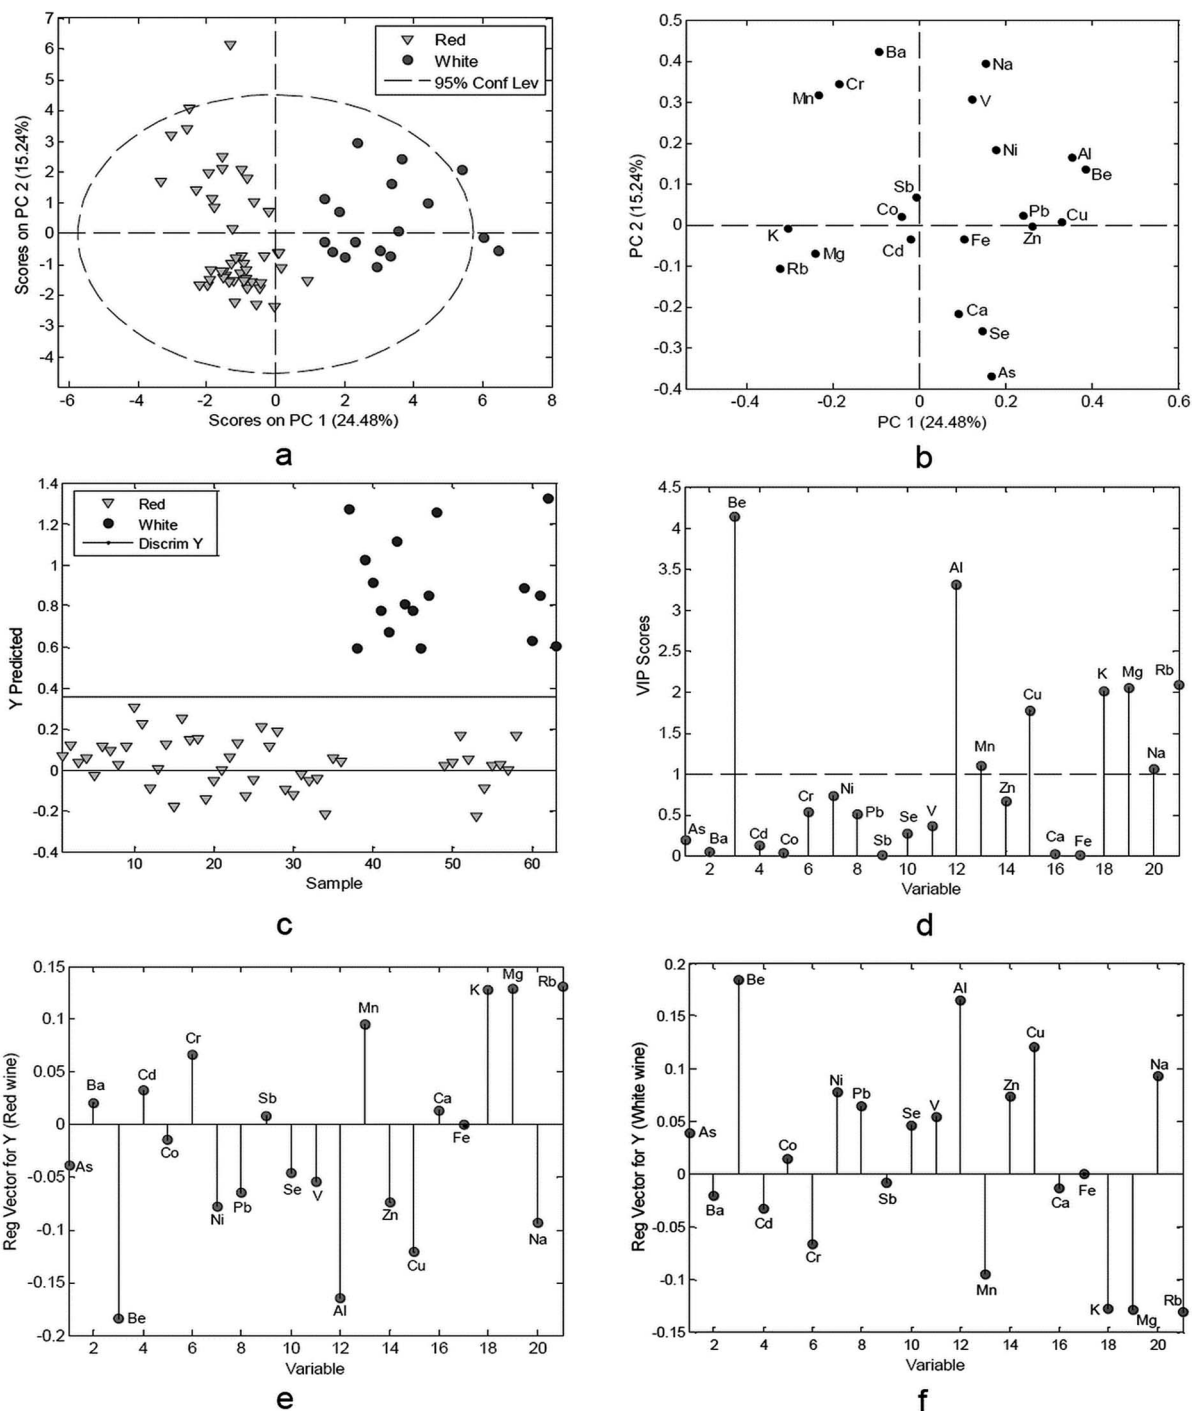 7
6
5
4
3
2
1
0
-1
-2
-3
-4
Red
White
95% Conf Lev
Scores on PC 2 (15.24%)
-6 -4 -2 0 2 4 6 8
Scores on PC 1 (24.48%)
a
0.5
0.4
0.3
0.2
0.1
0
-0.1
-0.2
-0.3
-0.4
PC 2 (15.24%)
Ba
Na
Cr
Mn
V
Ni
Al
Be
Sb
Co
Pb
Cu
K
Cd
Fe
Zn
Mg
Rb
Ca
Se
As
-0.4 -0.2 0 0.2 0.4 0.6
PC 1 (24.48%)
b
1.4
1.2
1
0.8
0.6
0.4
0.2
0
-0.2
-0.4
Red
White
Discrim Y
Y Predicted
10 20 30 40 50 60
Sample
c
4.5
4
3.5
3
2.5
2
1.5
1
0.5
0
VIP Scores
Be
Al
Rb
K Mg
Cu
Mn
Na
Cr
Ni
Zn
Pb
As
Ba
Cd
Co
Sb
Se
V
Ca
Fe
2 4 6 8 10 12 14 16 18 20
Variable
d
0.15
0.1
0.05
0
-0.05
-0.1
-0.15
-0.2
Reg Vector for Y (Red wine)
Mg
Rb
K
Mn
Cr
Cd
Ba
Sb
Ca
Fe
Co
As
Se
V
Pb
Ni
Zn
Na
Cu
Al
Be
2 4 6 8 10 12 14 16 18 20
Variable
e
0.2
0.15
0.1
0.05
0
-0.05
-0.1
-0.15
Reg Vector for Y (White wine)
Be
Al
Cu
Na
Ni
Pb
Zn
Se
V
As
Co
Fe
Sb
Ba
Cd
Ca
Cr
Mn
K
Mg
Rb
2 4 6 8 10 12 14 16 18 20
Variable
f